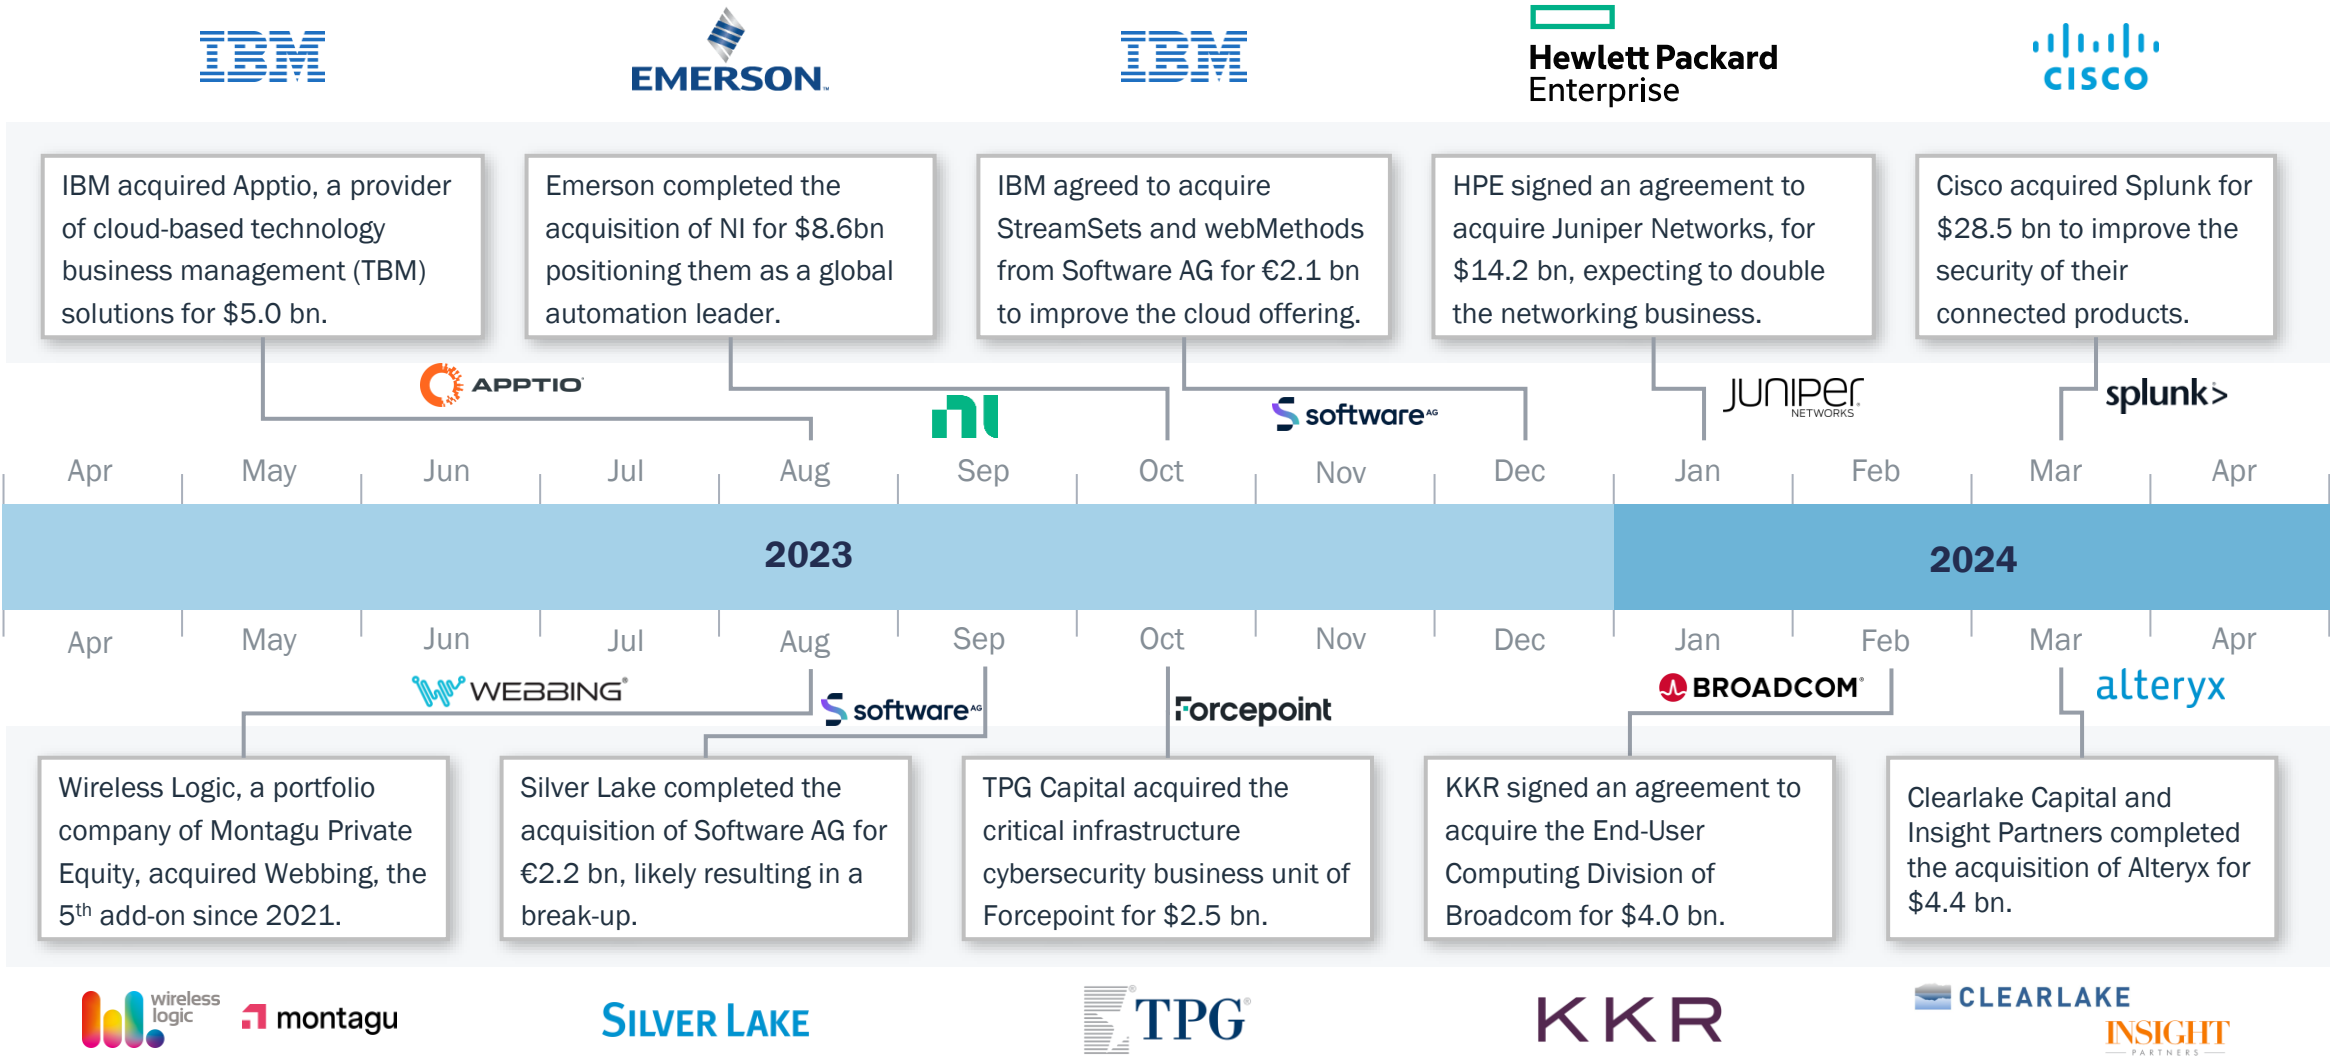 IBM
EMERSON™
IBM
Hewlett Packard
Enterprise
CISCO
IBM acquired Apptio, a provider
of cloud-based technology
business management (TBM)
solutions for $5.0 bn.
Emerson completed the
acquisition of NI for $8.6bn
positioning them as a global
automation leader.
IBM agreed to acquire
StreamSets and webMethods
from Software AG for €2.1 bn
to improve the cloud offering.
HPE signed an agreement to
acquire Juniper Networks, for
$14.2 bn, expecting to double
the networking business.
Cisco acquired Splunk for
$28.5 bn to improve the
security of their
connected products.
APPTIO
NI
software AG
JUNIPER
NETWORKS
splunk>
Apr May Jun Jul Aug Sep Oct Nov Dec Jan Feb Mar Apr
2023
2024
Apr May Jun Jul Aug Sep Oct Nov Dec Jan Feb Mar Apr
WEBBING®
software AG
Forcepoint
BROADCOM®
alteryx
Wireless Logic, a portfolio
company of Montagu Private
Equity, acquired Webbing, the
5th add-on since 2021.
Silver Lake completed the
acquisition of Software AG for
€2.2 bn, likely resulting in a
break-up.
TPG Capital acquired the
critical infrastructure
cybersecurity business unit of
Forcepoint for $2.5 bn.
KKR signed an agreement to
acquire the End-User
Computing Division of
Broadcom for $4.0 bn.
Clearlake Capital and
Insight Partners completed
the acquisition of Alteryx for
$4.4 bn.
wireless
logic
montagu
SILVER LAKE
TPG®
KKR
CLEARLAKE
INSIGHT
PARTNERS